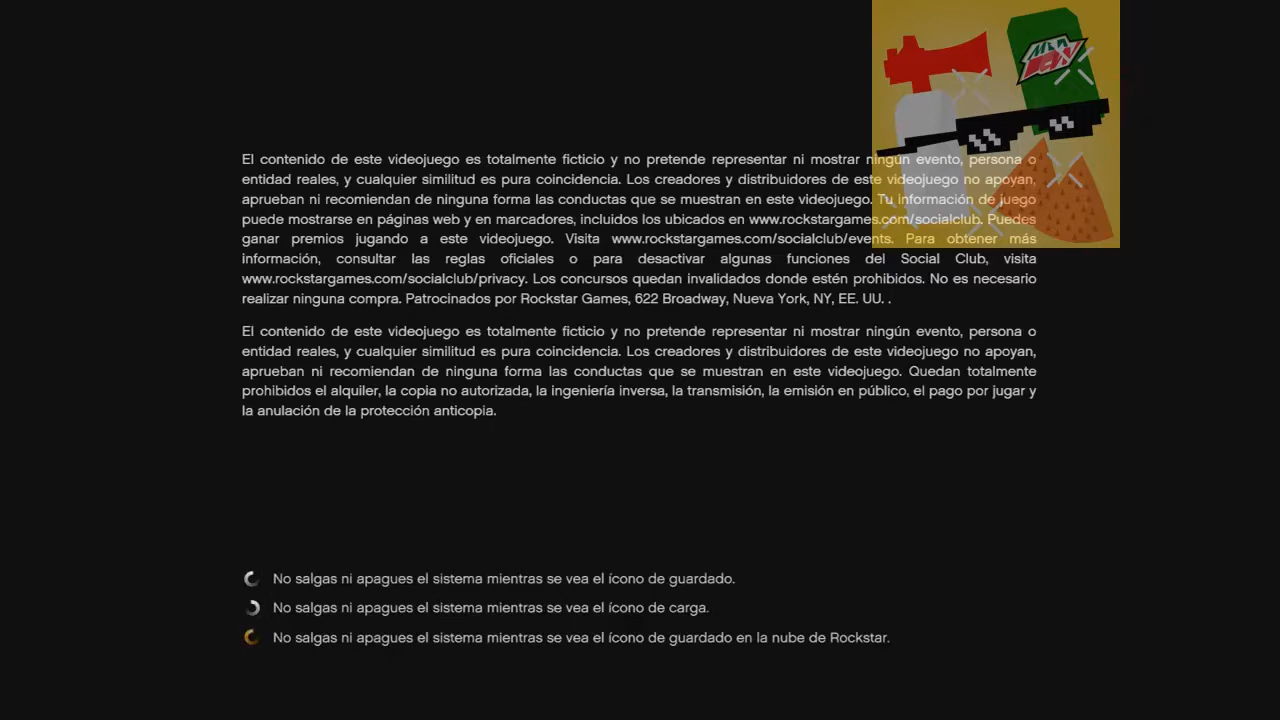 El contenido de este videojuego es totalmente ficticio y no pretende representar ni mostrar ningún evento, persona o
entidad reales, y cualquier similitud es pura coincidencia. Los creadores y distribuidores de este videojuego no apoyan,
aprueban ni recomiendan de ninguna forma las conductas que se muestran en este videojuego. Tu información de juego
puede mostrarse en páginas web y en marcadores, incluidos los ubicados en www.rockstargames.com/socialclub. Puedes
ganar premios jugando a este videojuego. Visita www.rockstargames.com/socialclub/events. Para obtener más
información, consultar las reglas oficiales o para desactivar algunas funciones del Social Club, visita
www.rockstargames.com/socialclub/privacy. Los concursos quedan invalidados donde estén prohibidos. No es necesario
realizar ninguna compra. Patrocinados por Rockstar Games, 622 Broadway, Nueva York, NY, EE. UU. .
El contenido de este videojuego es totalmente ficticio y no pretende representar ni mostrar ningún evento, persona o
entidad reales, y cualquier similitud es pura coincidencia. Los creadores y distribuidores de este videojuego no apoyan,
aprueban ni recomiendan de ninguna forma las conductas que se muestran en este videojuego. Quedan totalmente
prohibidos el alquiler, la copia no autorizada, la ingeniería inversa, la transmisión, la emisión en público, el pago por jugar y
la anulación de la protección anticopia.
No salgas ni apagues el sistema mientras se vea el ícono de guardado.
No salgas ni apagues el sistema mientras se vea el ícono de carga.
No salgas ni apagues el sistema mientras se vea el ícono de guardado en la nube de Rockstar.